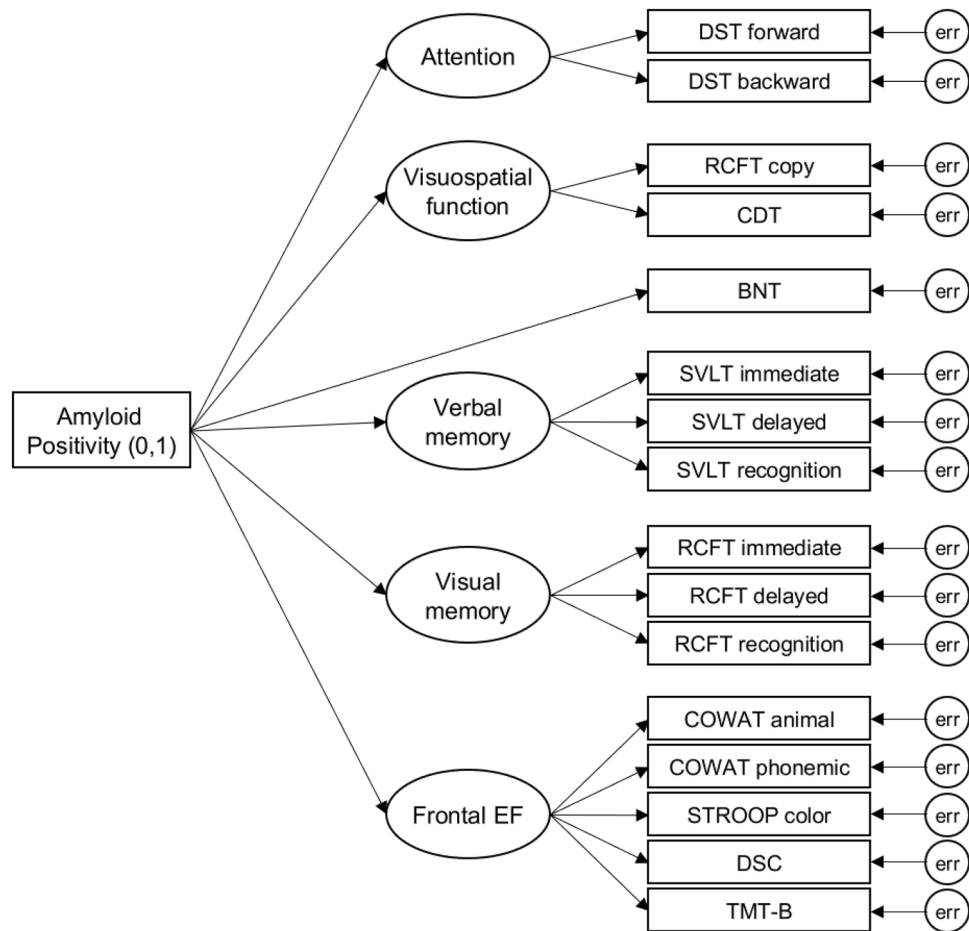 Attention
DST forward
err
DST backward
err
Visuospatial
function
RCFT copy
err
CDT
err
BNT
err
Amyloid
Positivity (0,1)
Verbal
memory
SVLT immediate
err
SVLT delayed
err
SVLT recognition
err
Visual
memory
RCFT immediate
err
RCFT delayed
err
RCFT recognition
err
Frontal EF
COWAT animal
err
COWAT phonemic
err
STROOP color
err
DSC
err
TMT-B
err